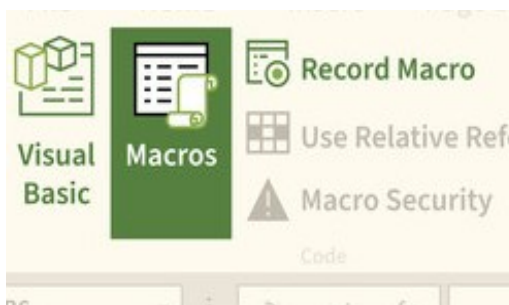 Visual
Basic
Macros
Record Macro
Use Relative Ref
Macro Security
Code